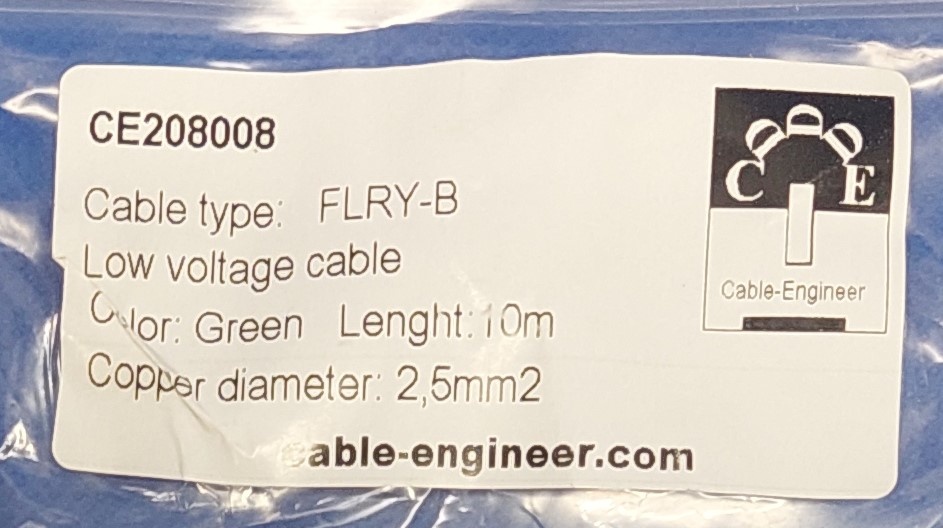 CE208008
C E
Cable type: FLRY-B
Low voltage cable
Color: Green Lenght: 10m
Cable-Engineer
Copper diameter: 2,5mm2
cable-engineer.com